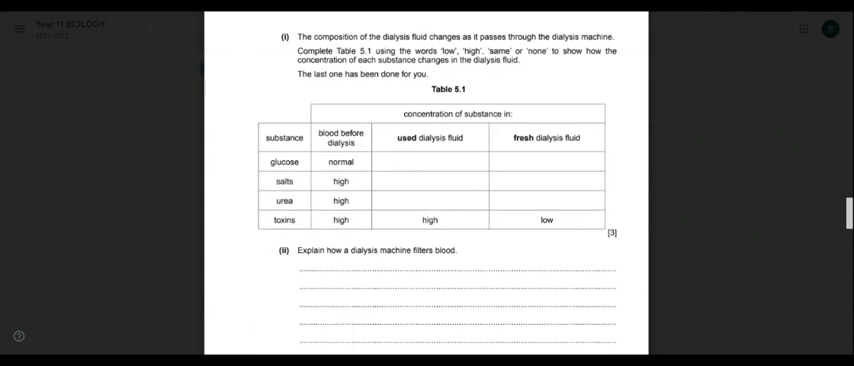 Year 11 BIOLOGY
2021-2022
S
(i) The composition of the dialysis fluid changes as it passes through the dialysis machine.
Complete Table 5.1 using the words 'low', 'high', 'same' or 'none' to show how the
concentration of each substance changes in the dialysis fluid.
The last one has been done for you.
Table 5.1
concentration of substance in:
substance blood before dialysis used dialysis fluid fresh dialysis fluid
glucose normal
salts high
urea high
toxins high high low
[3]
(ii) Explain how a dialysis machine filters blood.